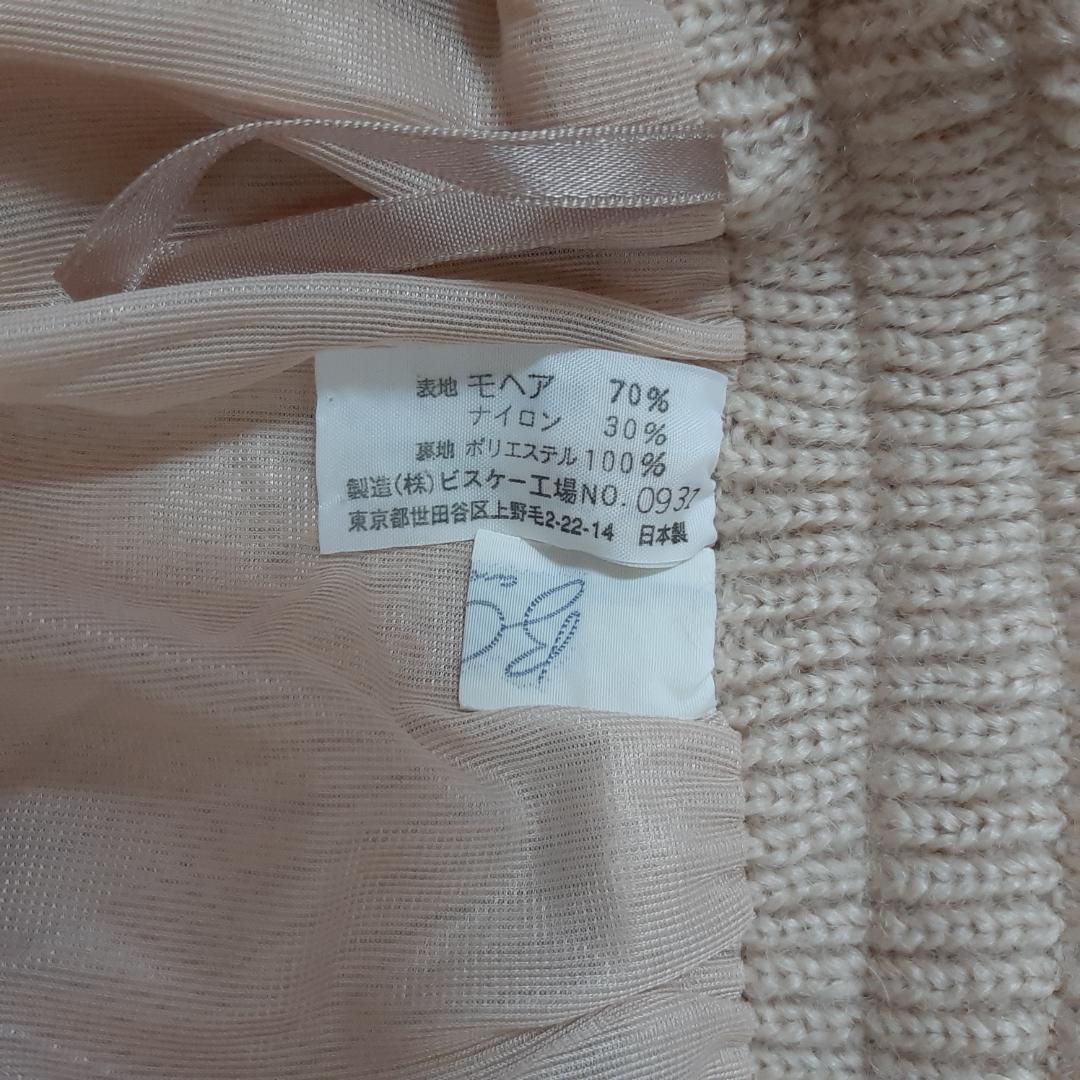 表地 モヘア 70%
ナイロン 30%
裏地 ポリエステル 100%
製造(株)ビスケー工場NO. 0931
東京都世田谷区上野毛2-22-14 日本製